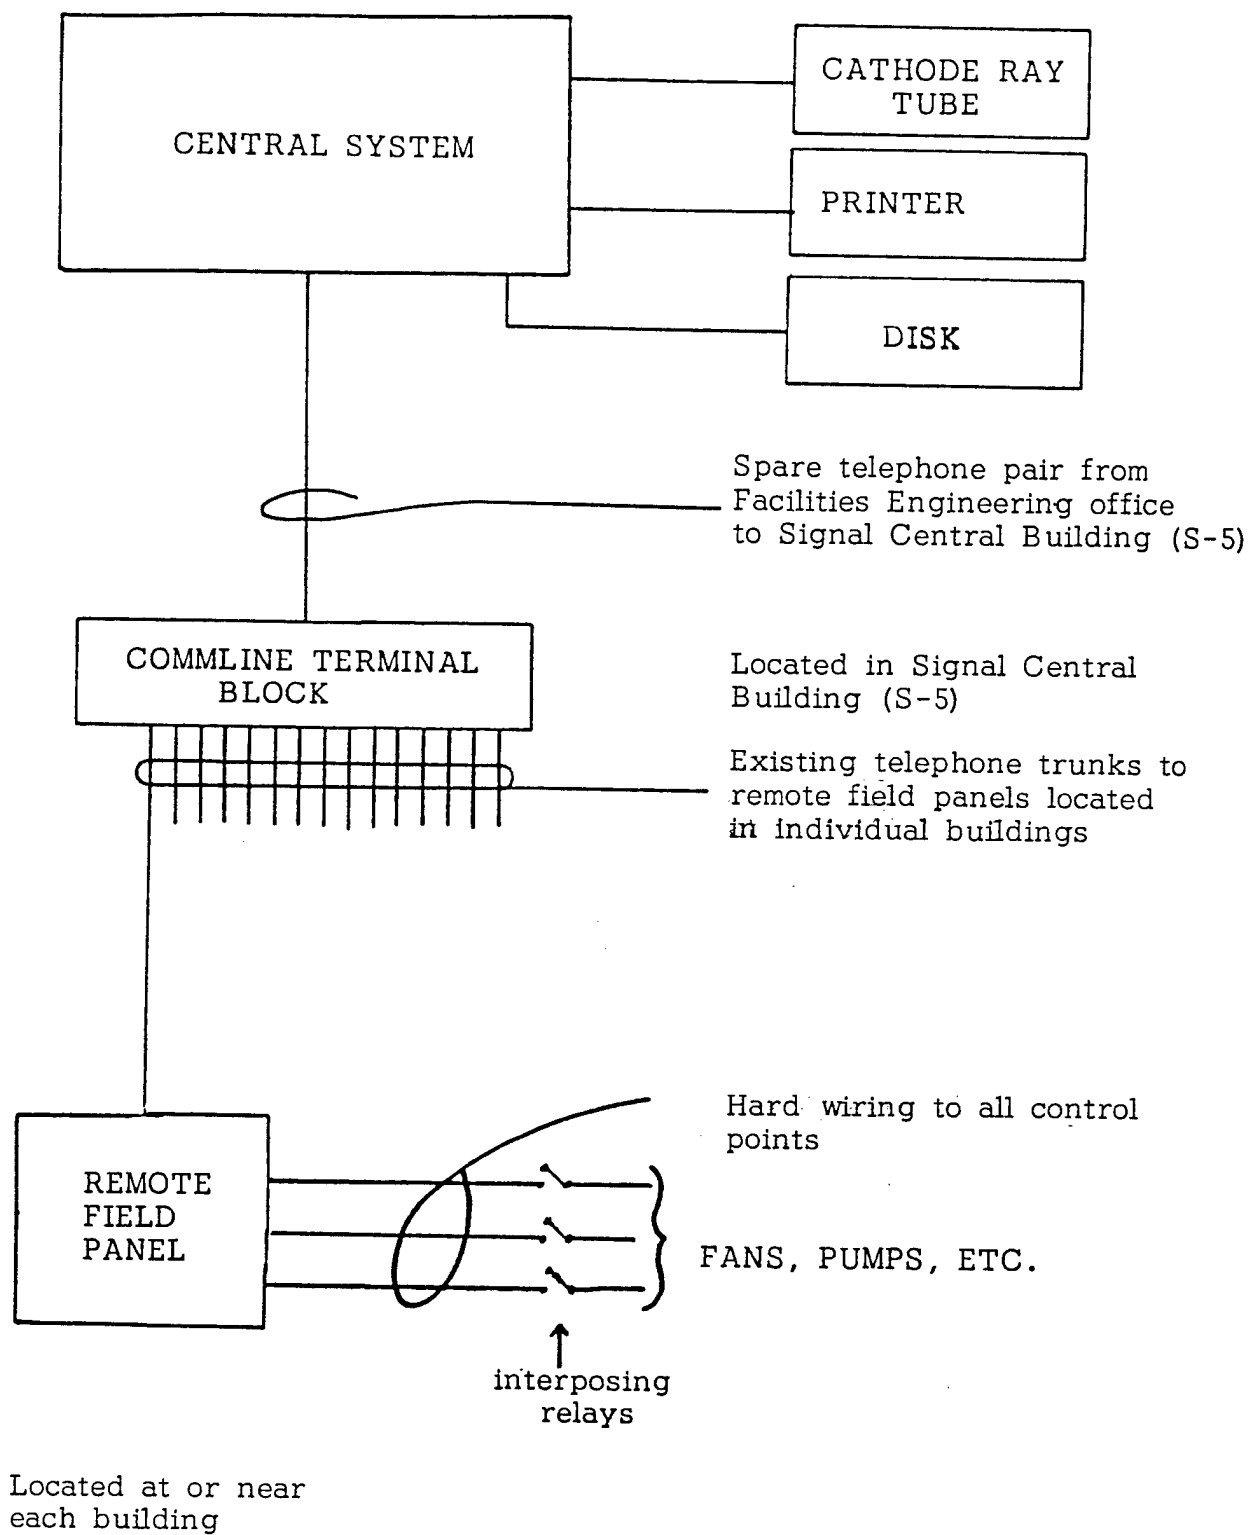 CENTRAL SYSTEM
CATHODE RAY
TUBE
PRINTER
DISK
Spare telephone pair from
Facilities Engineering office
to Signal Central Building (S-5)
COMMLINE TERMINAL
BLOCK
Located in Signal Central
Building (S-5)
Existing telephone trunks to
remote field panels located
in individual buildings
Hard wiring to all control
points
REMOTE
FIELD
PANEL
FANS, PUMPS, ETC.
interposing
relays
Located at or near
each building